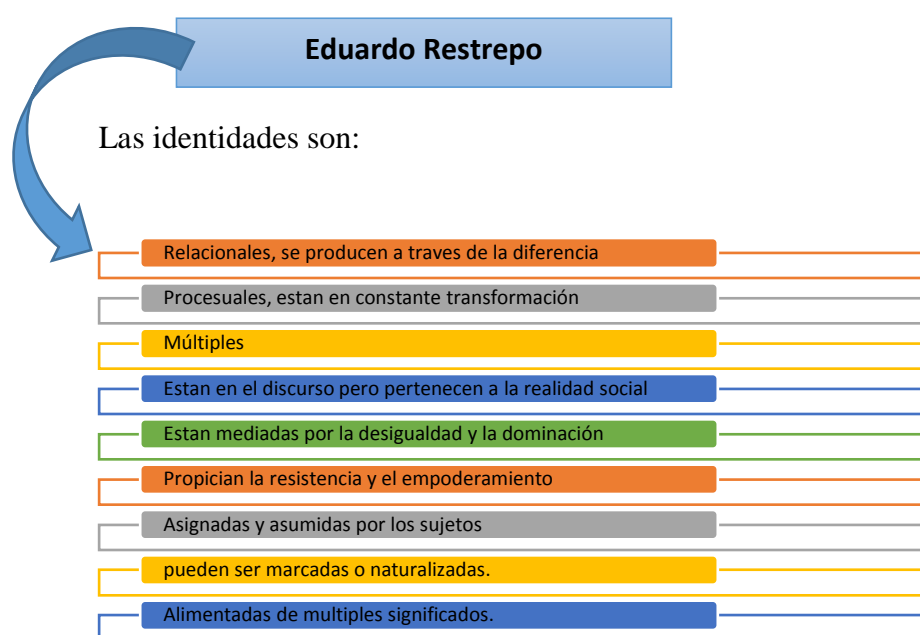 Eduardo Restrepo
Las identidades son:
Relacionales, se producen a traves de la diferencia
Procesuales, estan en constante transformación
Múltiples
Estan en el discurso pero pertenecen a la realidad social
Estan mediadas por la desigualdad y la dominación
Propician la resistencia y el empoderamiento
Asignadas y asumidas por los sujetos
pueden ser marcadas o naturalizadas.
Alimentadas de multiples significados.